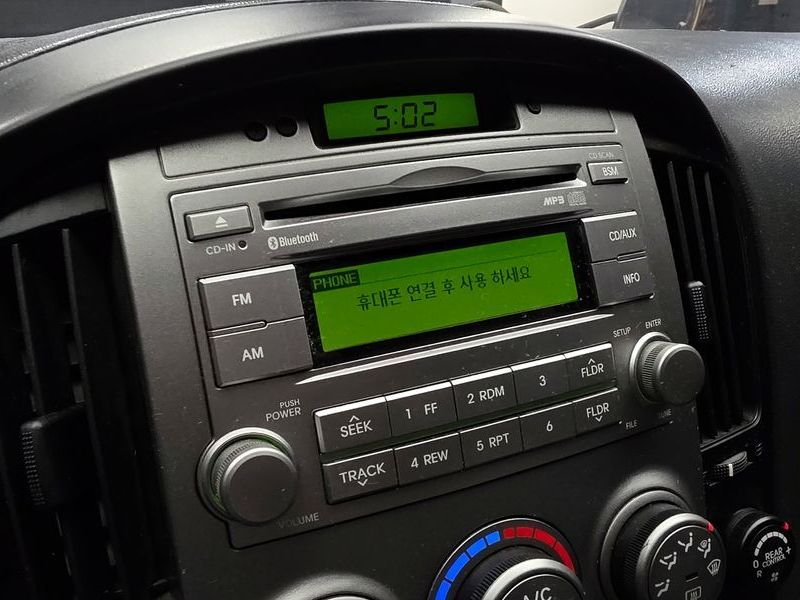 5:02
CD SCAN
BSM
MP3
CD-IN
Bluetooth
CD/AUX
FM
PHONE
휴대폰 연결 후 사용 하세요
INFO
AM
SETUP
ENTER
PUSH
POWER
SEEK
1 FF
2 RDM
3
FLDR
TRACK
4 REW
5 RPT
6
FLDR
FILE
TUNE
VOLUME
A/C
REAR
CONTROL
0
R
+